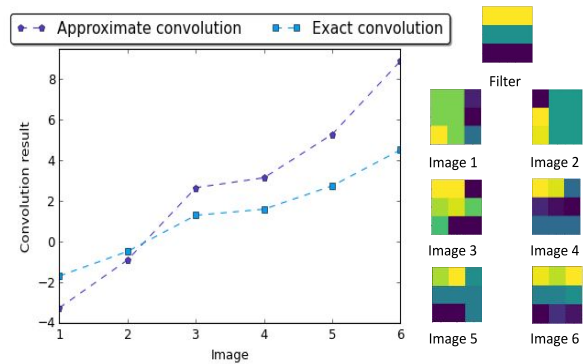 Approximate convolution
Exact convolution
Convolution result
8
6
4
2
0
−2
−4
1 2 3 4 5 6
Image
Filter
Image 1 Image 2
Image 3 Image 4
Image 5 Image 6